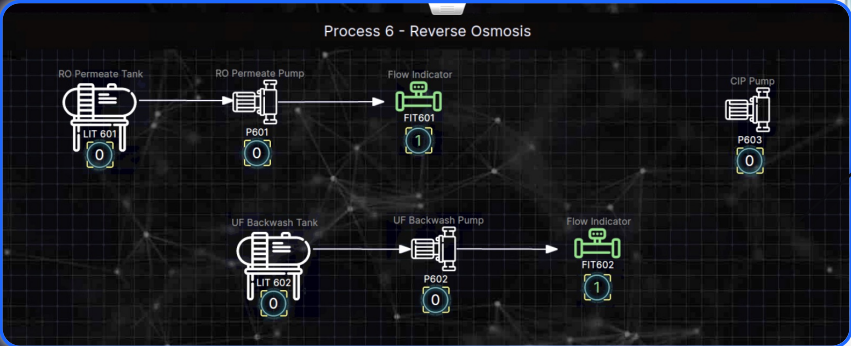 Process 6 - Reverse Osmosis
RO Permeate Tank
RO Permeate Pump
Flow Indicator
CIP Pump
LIT 601
P601
FIT601
P603
0
0
1
0
UF Backwash Tank
UF Backwash Pump
Flow Indicator
LIT 602
P602
FIT602
0
0
1